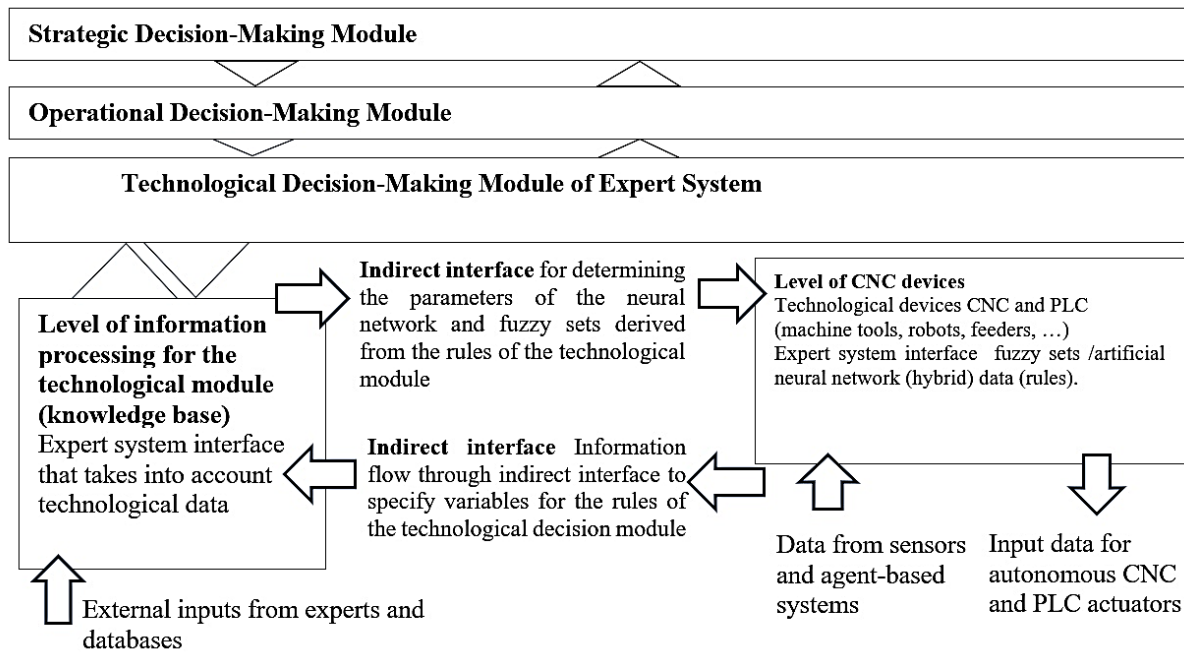 Strategic Decision-Making Module
Operational Decision-Making Module
Technological Decision-Making Module of Expert System
Level of information
processing for the
technological module
(knowledge base)
Expert system interface
that takes into account
technological data
Indirect interface for determining
the parameters of the neural
network and fuzzy sets derived
from the rules of the technological
module
Indirect interface Information
flow through indirect interface to
specify variables for the rules of
the technological decision module
Level of CNC devices
Technological devices CNC and PLC
(machine tools, robots, feeders, …)
Expert system interface fuzzy sets /artificial
neural network (hybrid) data (rules).
External inputs from experts and
databases
Data from sensors
and agent-based
systems
Input data for
autonomous CNC
and PLC actuators